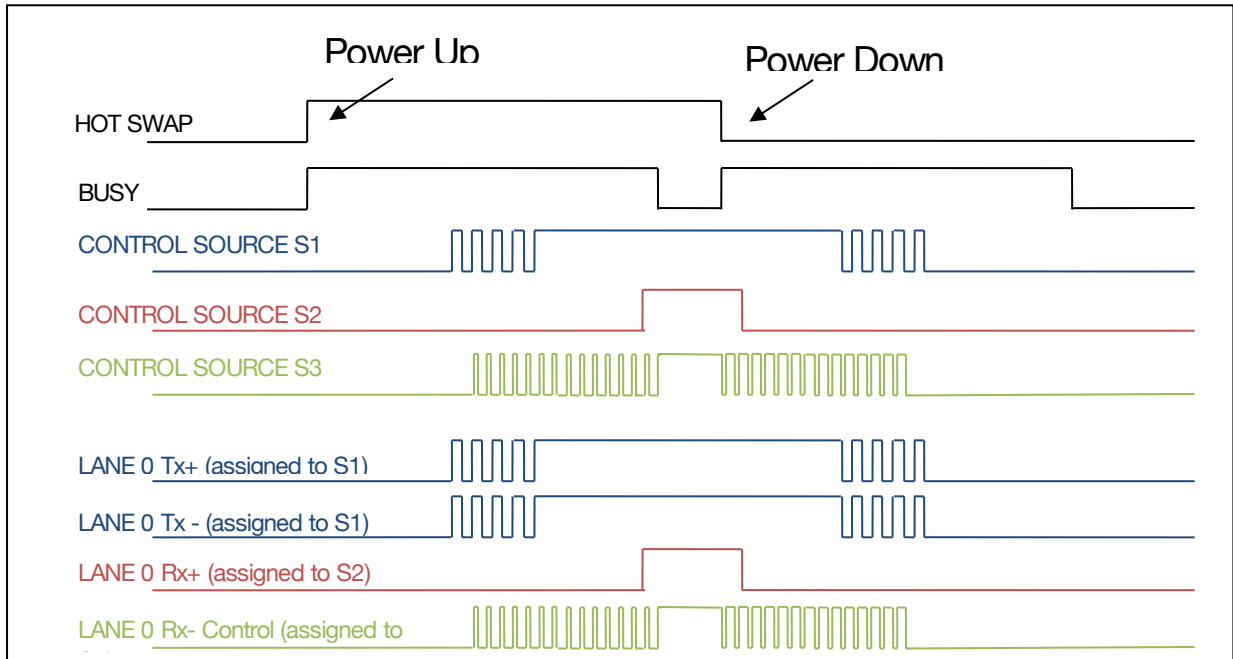 Power Up
Power Down
HOT SWAP
BUSY
CONTROL SOURCE S1
CONTROL SOURCE S2
CONTROL SOURCE S3
LANE 0 Tx+ (assigned to S1)
LANE 0 Tx - (assigned to S1)
LANE 0 Rx+ (assigned to S2)
LANE 0 Rx- Control (assigned to